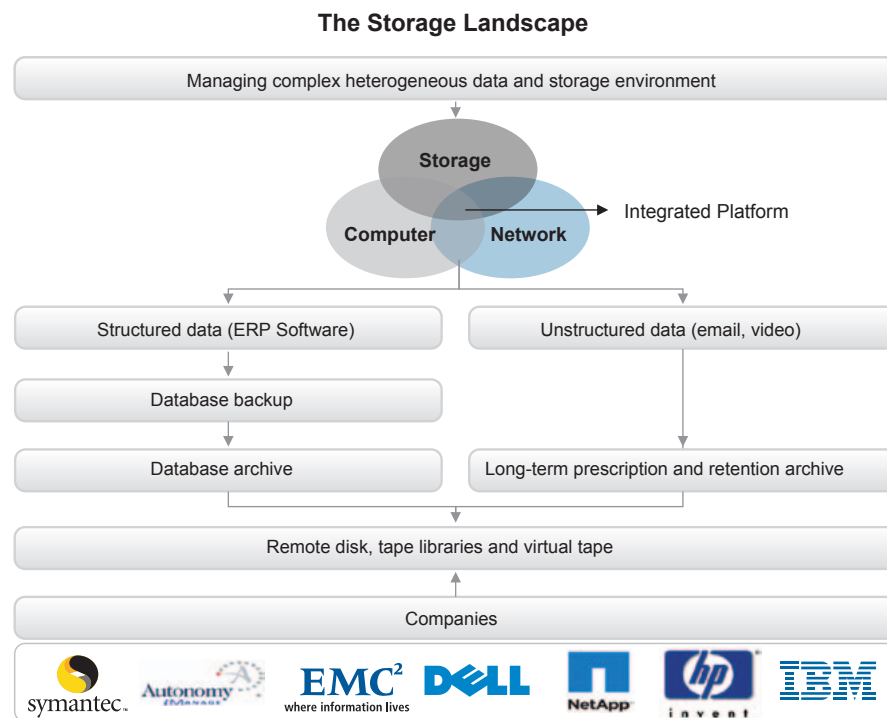 The Storage Landscape
Managing complex heterogeneous data and storage environment
Storage
Integrated Platform
Computer
Network
Structured data (ERP Software)
Unstructured data (email, video)
Database backup
Database archive
Long-term prescription and retention archive
Remote disk, tape libraries and virtual tape
Companies
symantec™
Autonomy
EMC²
where information lives
DELL
NetApp™
hp
invent
IBM